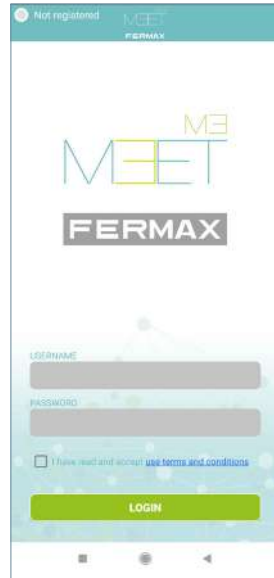 Not registered
MEET
FERMAX
ME
MEET
FERMAX
USERNAME
PASSWORD
I have read and accept use terms and conditions
LOGIN